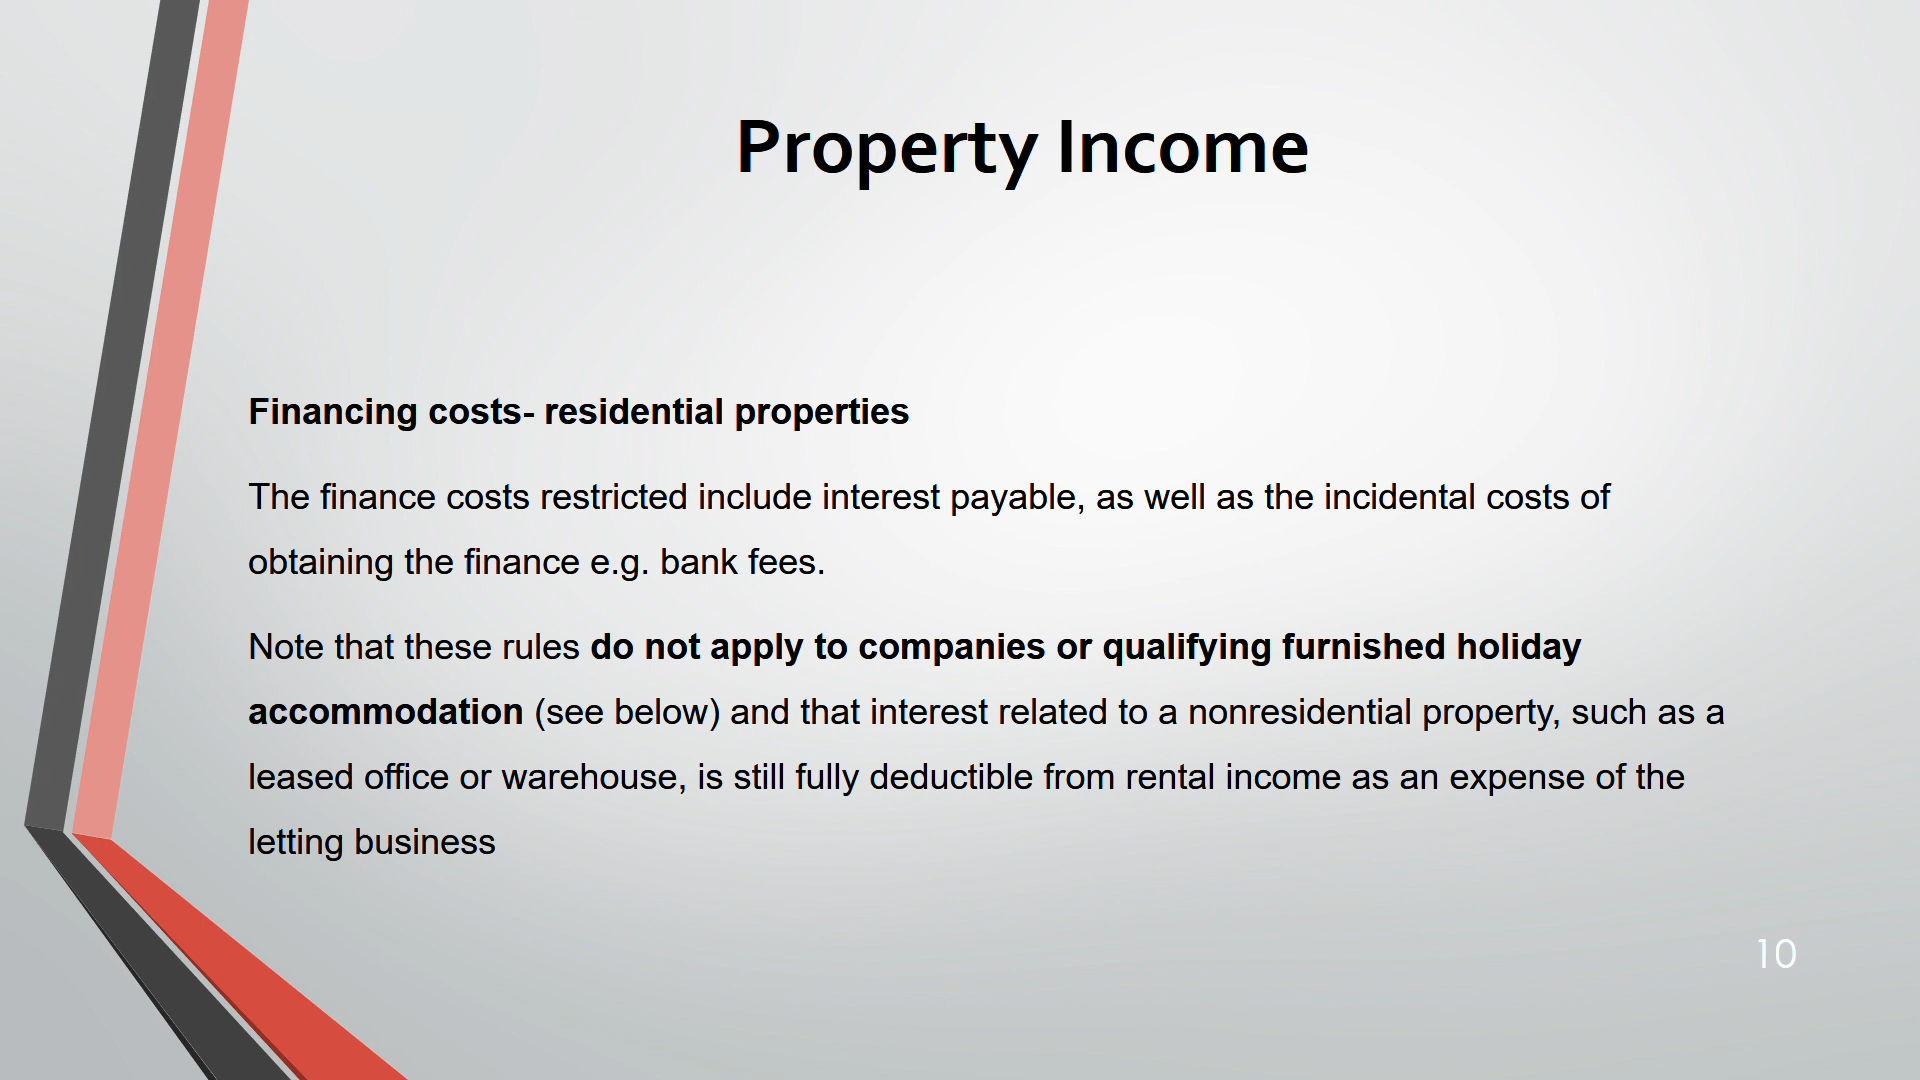 Property Income
Financing costs- residential properties
The finance costs restricted include interest payable, as well as the incidental costs of
obtaining the finance e.g. bank fees.
Note that these rules do not apply to companies or qualifying furnished holiday
accommodation (see below) and that interest related to a nonresidential property, such as a
leased office or warehouse, is still fully deductible from rental income as an expense of the
letting business
10